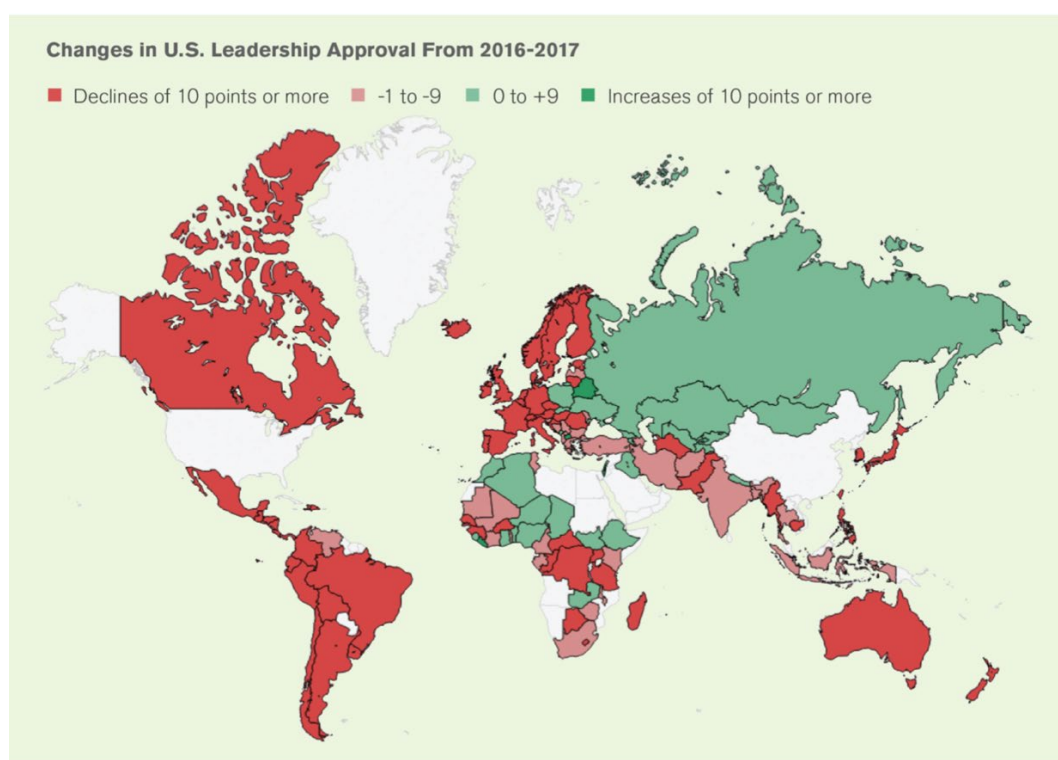 Changes in U.S. Leadership Approval From 2016-2017
Declines of 10 points or more -1 to -9 0 to +9 Increases of 10 points or more